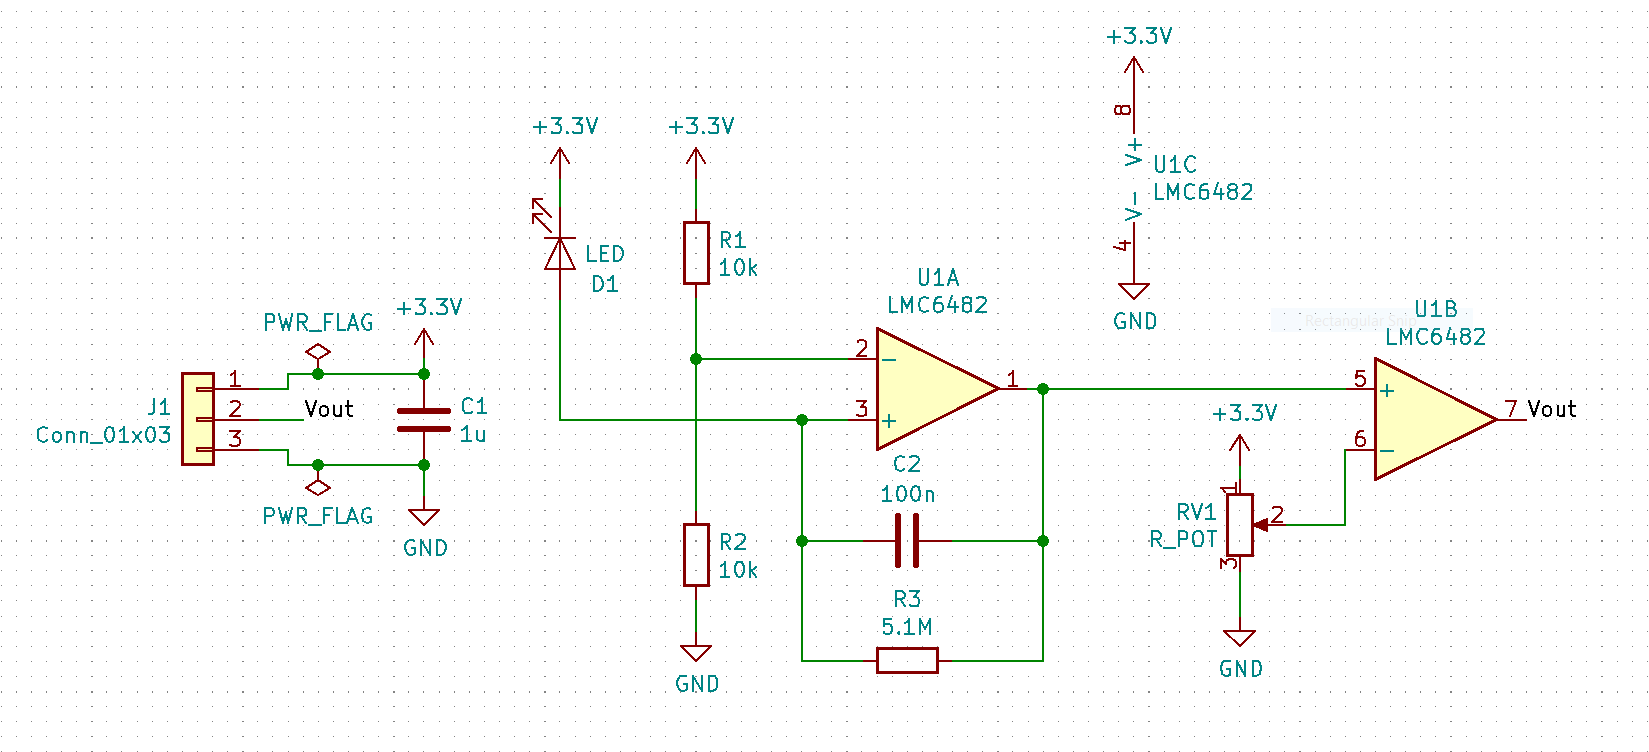 +3.3V
8
V+
U1C
LMC6482
V-
4
GND
+3.3V
+3.3V
LED
D1
R1
10k
U1A
LMC6482
2
-
3
+
1
PWR_FLAG
+3.3V
J1
Conn_01x03
1
2
3
Vout
C1
1u
PWR_FLAG
GND
C2
100n
R2
10k
R3
5.1M
GND
Rectangular Snip
U1B
LMC6482
5
+
6
-
7
Vout
+3.3V
1
RV1
R_POT
2
3
GND